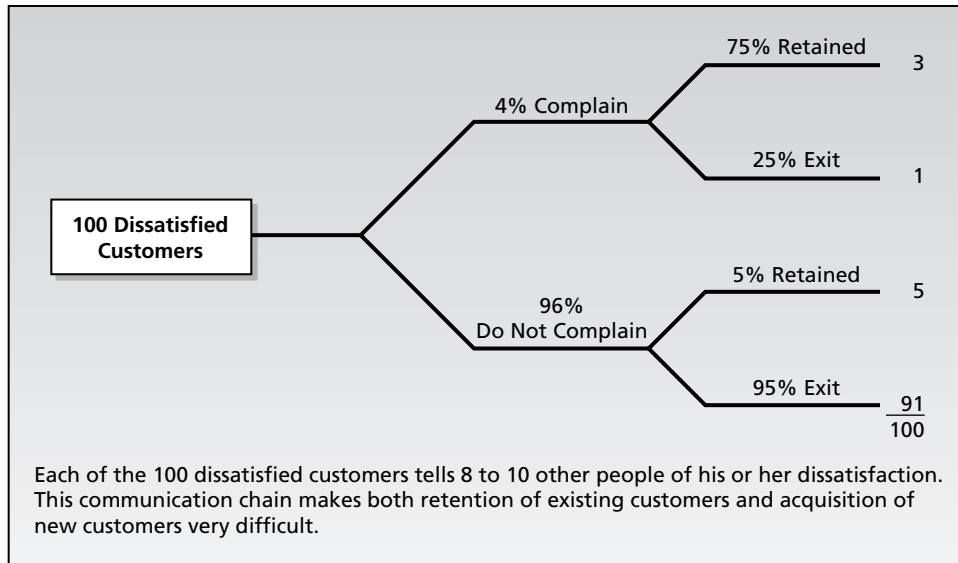 75% Retained
3
4% Complain
25% Exit
1
100 Dissatisfied
Customers
5% Retained
5
96%
Do Not Complain
95% Exit
91
100
Each of the 100 dissatisfied customers tells 8 to 10 other people of his or her dissatisfaction.
This communication chain makes both retention of existing customers and acquisition of
new customers very difficult.